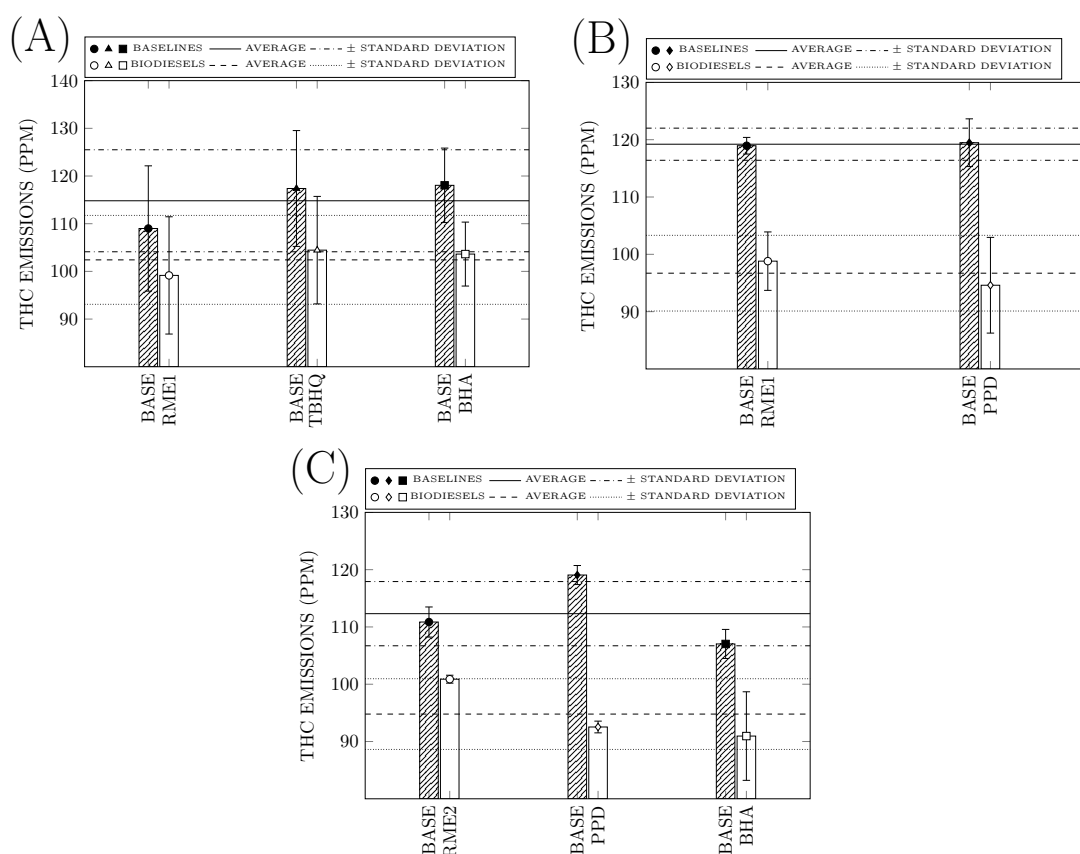 (A)
BASELINES AVERAGE ± STANDARD DEVIATION
BIODIESELS AVERAGE ± STANDARD DEVIATION
140
130
120
110
100
90
THC EMISSIONS (PPM)
BASE
RME1
BASE
TBHQ
BASE
BHA
(B)
BASELINES AVERAGE ± STANDARD DEVIATION
BIODIESELS AVERAGE ± STANDARD DEVIATION
130
120
110
100
90
THC EMISSIONS (PPM)
BASE
RME1
BASE
PPD
(C)
BASELINES AVERAGE ± STANDARD DEVIATION
BIODIESELS AVERAGE ± STANDARD DEVIATION
130
120
110
100
90
THC EMISSIONS (PPM)
BASE
RME2
BASE
PPD
BASE
BHA